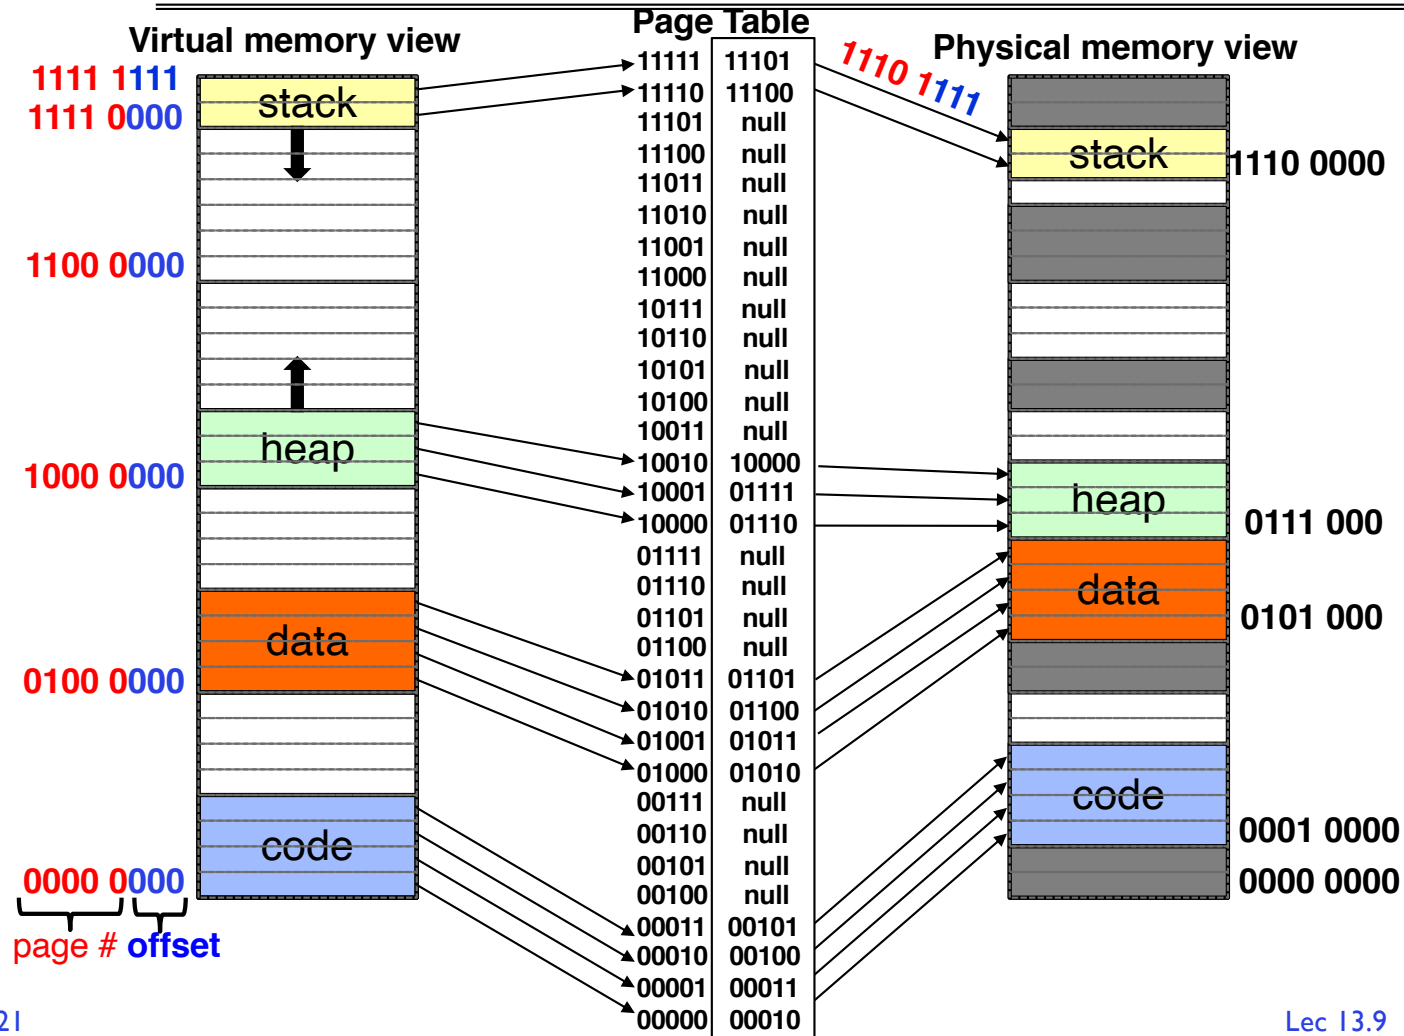 Page Table
Virtual memory view
Physical memory view
1111 1111
1111 0000
1100 0000
1000 0000
0100 0000
0000 0000
page # offset
stack
heap
data
code
11111 11101
11110 11100
11101 null
11100 null
11011 null
11010 null
11001 null
11000 null
10111 null
10110 null
10101 null
10100 null
10011 null
10010 10000
10001 01111
10000 01110
01111 null
01110 null
01101 null
01100 null
01011 01101
01010 01100
01001 01011
01000 01010
00111 null
00110 null
00101 null
00100 null
00011 00101
00010 00100
00001 00011
00000 00010
1110 1111
stack
1110 0000
heap
0111 000
data
0101 000
code
0001 0000
0000 0000
21
Lec 13.9